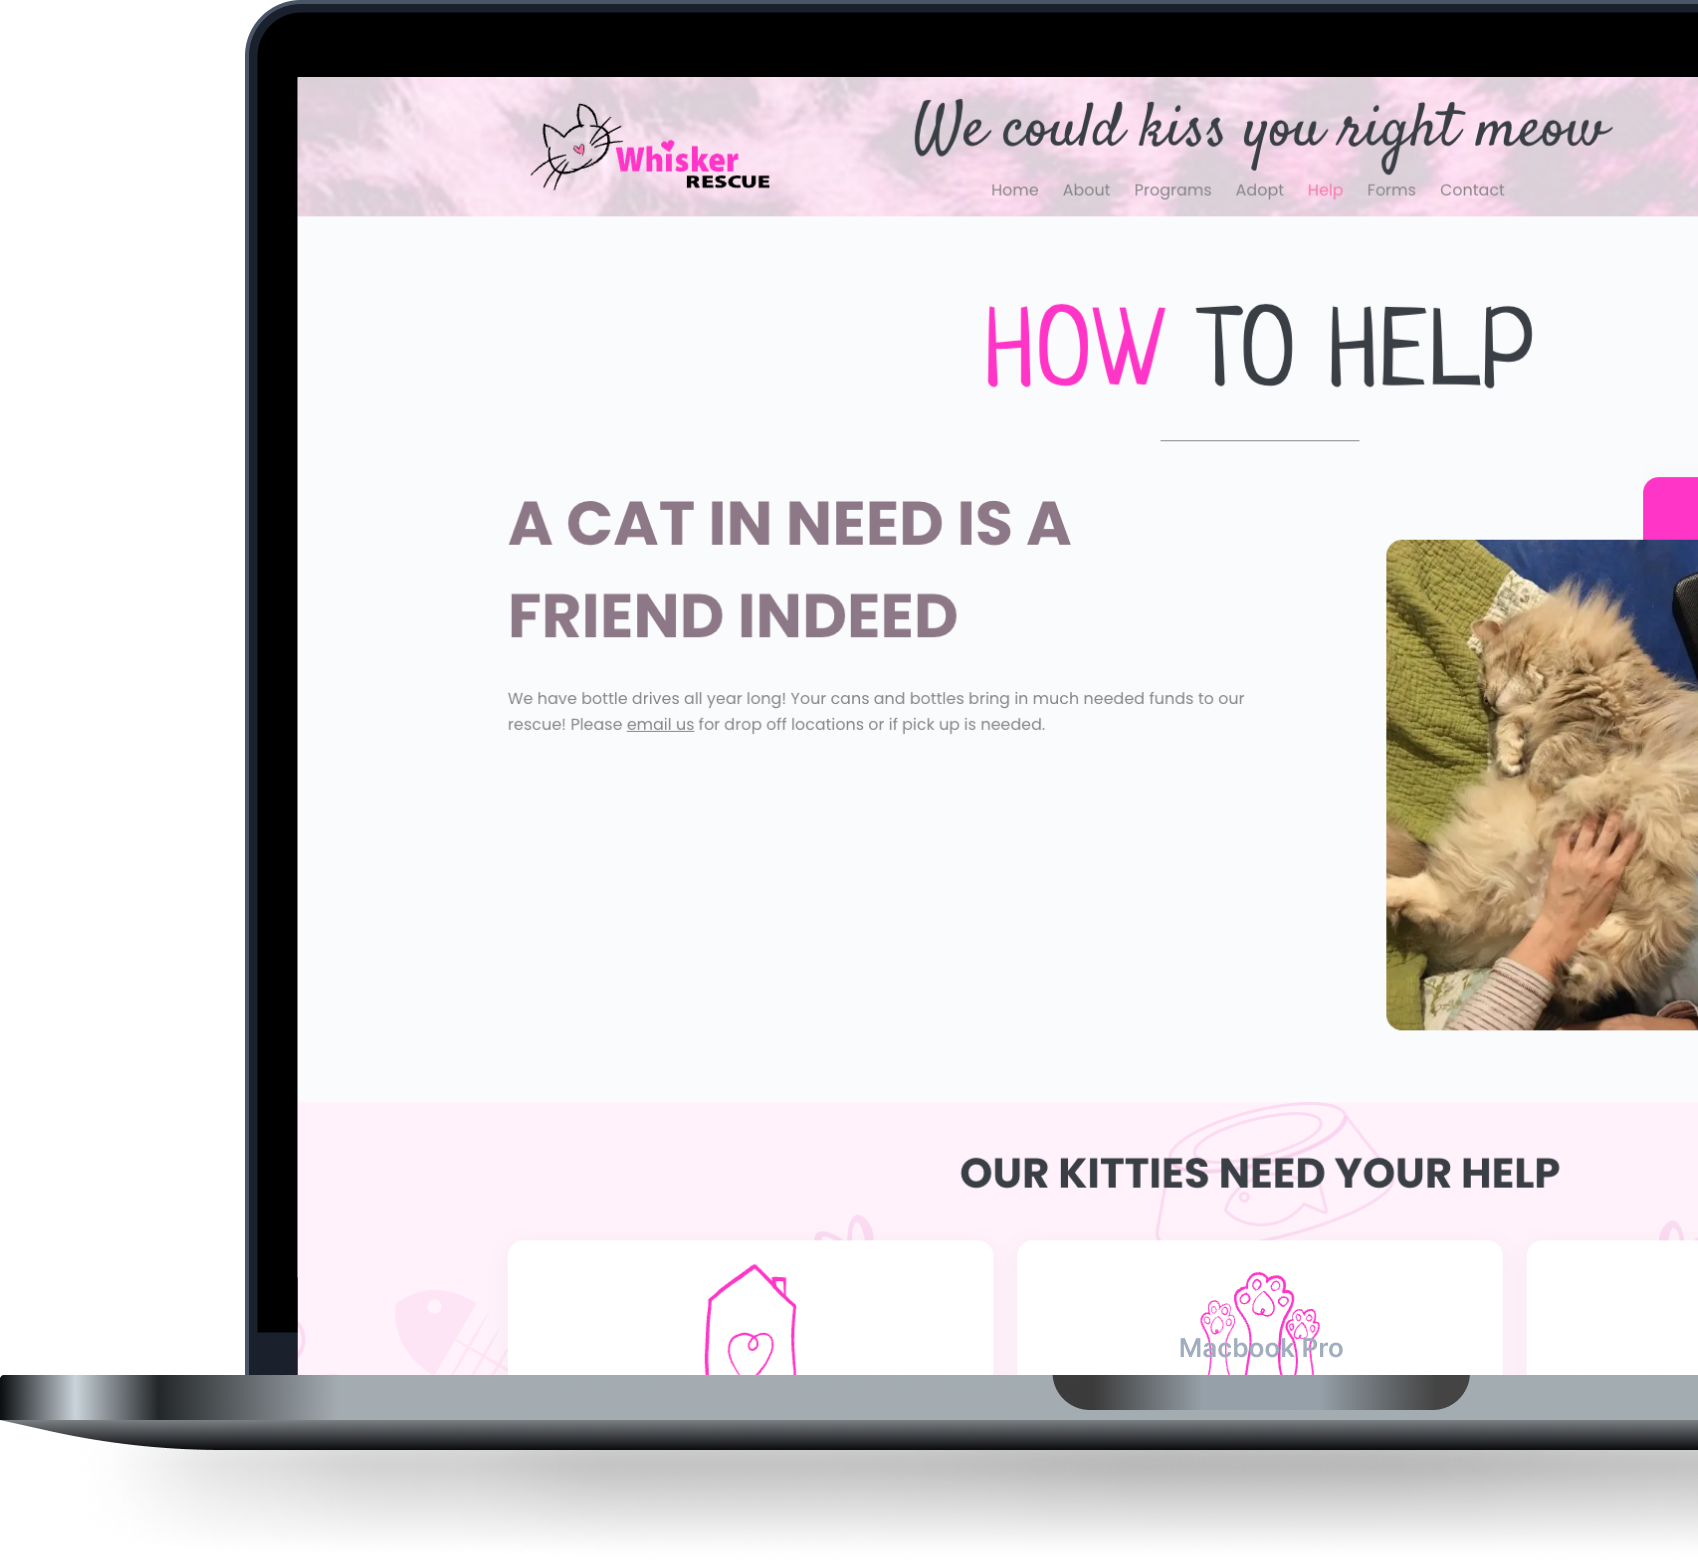 We could kiss you right meow
Whisker
RESCUE
Home About Programs Adopt Help Forms Contact
HOW TO HELP
A CAT IN NEED IS A
FRIEND INDEED
We have bottle drives all year long! Your cans and bottles bring in much needed funds to our
rescue! Please email us for drop off locations or if pick up is needed.
OUR KITTIES NEED YOUR HELP
Macbook Pro